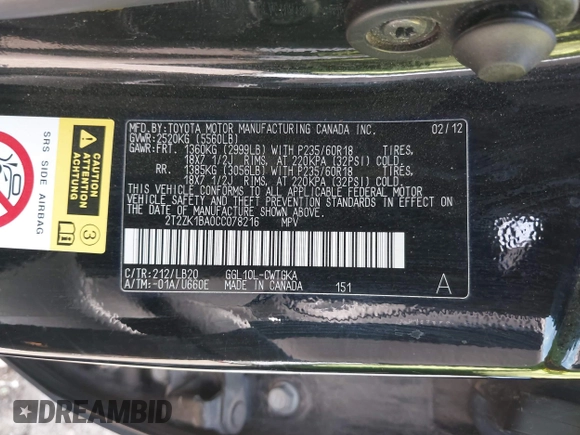 MFD.BY:TOYOTA MOTOR MANUFACTURING CANADA INC. 02/12
GVWR:2520KG (5560LB)
GAWR:FRT. 1360KG (2999LB) WITH P235/60R18 TIRES,
18X7 1/2J RIMS, AT 220KPA (32PSI) COLD.
RR. 1385KG (3056LB) WITH P235/60R18 TIRES,
18X7 1/2J RIMS, AT 220KPA (32PSI) COLD.
THIS VEHICLE CONFORMS TO ALL APPLICABLE FEDERAL MOTOR
VEHICLE SAFETY AND THEFT PREVENTION STANDARDS IN EFFECT ON
THE DATE OF MANUFACTURE SHOWN ABOVE.
2T2ZK1BA0CC078216 MPV
C/TR:212/LB20 GGL10L-CWTGKA
A/TM:-01A/U660E MADE IN CANADA 151 A
SRS SIDE AIRBAG
3
DREAMBID